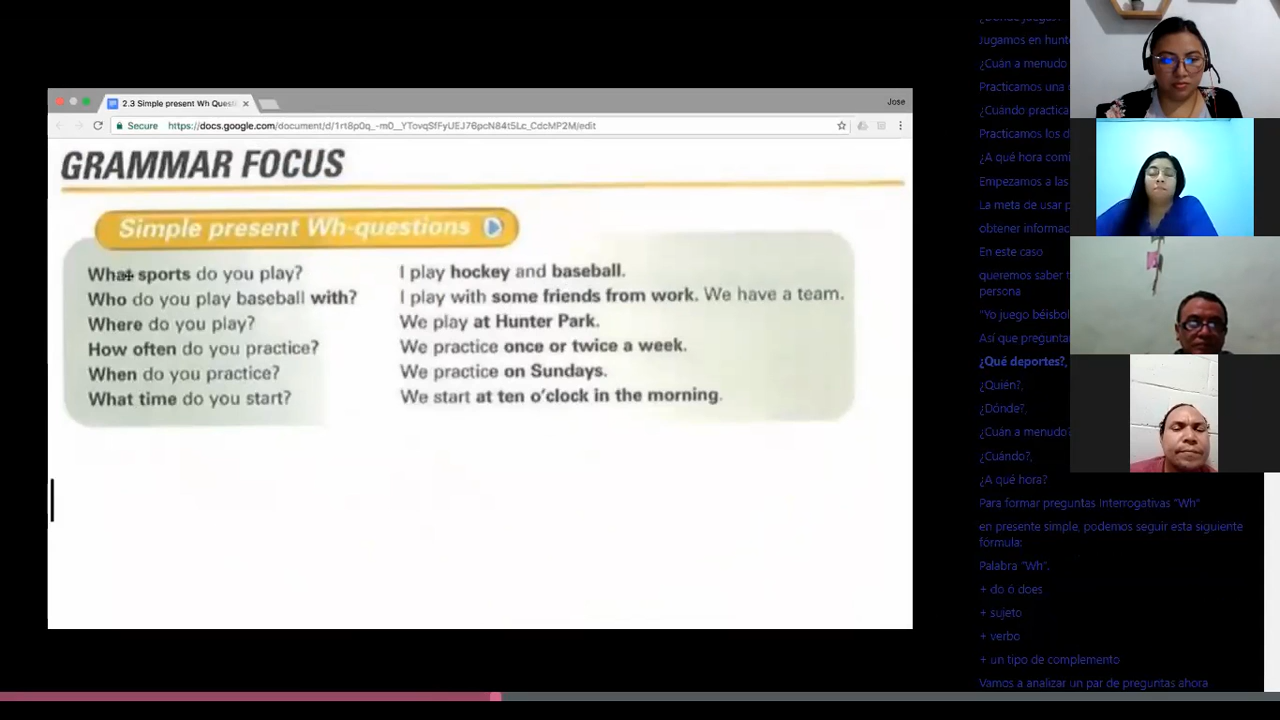 2.3 Simple present Wh Quest
Jose
Secure
https://docs.google.com/document/d/1rt8p0q_-m0__YTovqSfFyUEJ76pcN84t5Lc_CdcMP2M/edit
GRAMMAR FOCUS
Simple present Wh-questions
What sports do you play? I play hockey and baseball.
Who do you play baseball with? I play with some friends from work. We have a team.
Where do you play? We play at Hunter Park.
How often do you practice? We practice once or twice a week.
When do you practice? We practice on Sundays.
What time do you start? We start at ten o'clock in the morning.
Jugamos en hunt
¿Cuán a menudo
Practicamos una
¿Cuándo practica
Practicamos los d
¿A qué hora com
Empezamos a las
La meta de usar p
obtener informac
En este caso
queremos saber
persona
"Yo juego béisbol
Así que pregunta
¿Qué deportes?,
¿Quién?,
¿Dónde?,
¿Cuán a menudo?
¿Cuándo?,
¿A qué hora?
Para formar preguntas Interrogativas "Wh"
en presente simple, podemos seguir esta siguiente
fórmula:
Palabra "Wh".
+ do o does
+ sujeto
+ verbo
+ un tipo de complemento
Vamos a analizar un par de preguntas ahora